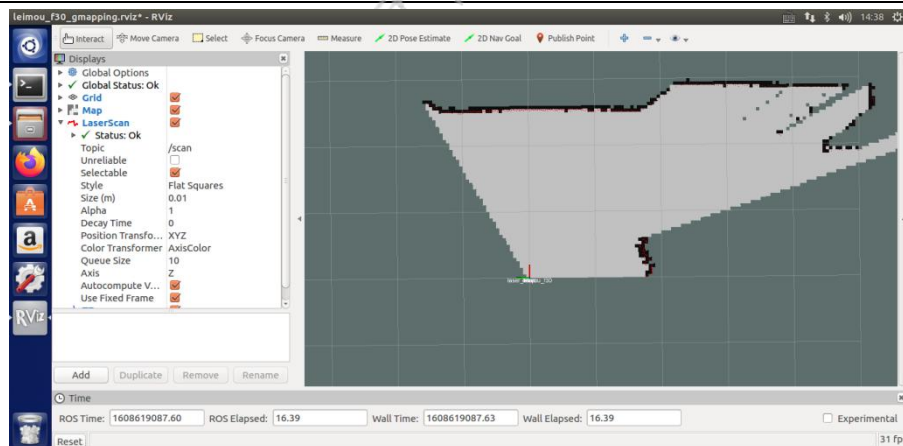 leimou_f30_gmapping.rviz* - RViz
14:38
Interact Move Camera Select Focus Camera Measure 2D Pose Estimate 2D Nav Goal Publish Point
Displays
Global Options
Global Status: Ok
Grid
Map
LaserScan
Status: Ok
Topic /scan
Unreliable
Selectable
Style Flat Squares
Size (m) 0.01
Alpha 1
Decay Time 0
Position Transfo... XYZ
Color Transformer AxisColor
Queue Size 10
Axis Z
Autocompute V...
Use Fixed Frame
Add Duplicate Remove Rename
Time
ROS Time: 1608619087.60 ROS Elapsed: 16.39 Wall Time: 1608619087.63 Wall Elapsed: 16.39 Experimental
Reset 31 fp
RViz